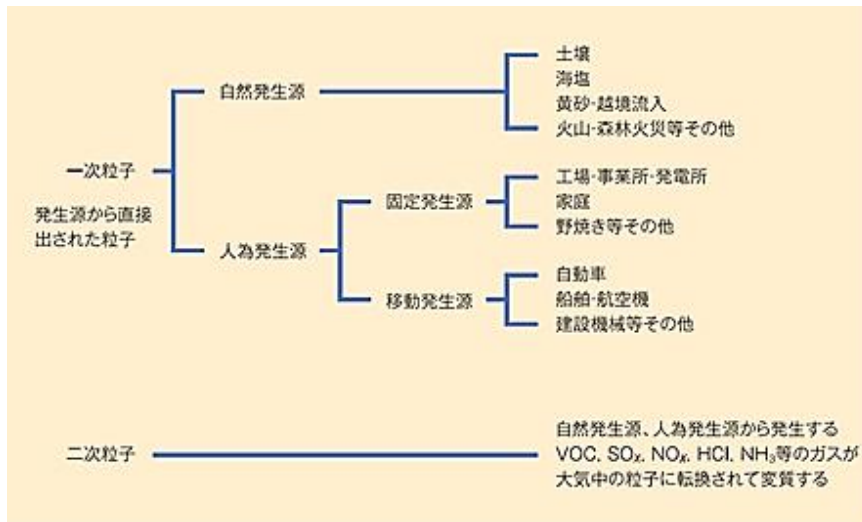 土壌
海塩
黄砂・越境流入
火山・森林火災等その他
自然発生源
一次粒子
発生源から直接
出された粒子
人為発生源
固定発生源
工場・事業所・発電所
家庭
野焼き等その他
移動発生源
自動車
船舶・航空機
建設機械等その他
二次粒子
自然発生源、人為発生源から発生する
VOC, SOx, NOx, HCl, NH₃等のガスが
大気中の粒子に転換されて変質する